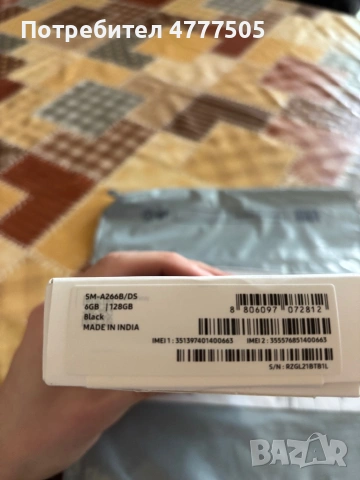 Потребител 4777505
SM-A266B/DS
6GB | 128GB
Black
MADE IN INDIA
8 806097 072812
IMEI 1 : 351397401400663 IMEI 2 : 355576851400663
S/N : RZGL21BTB1L
BAZAR